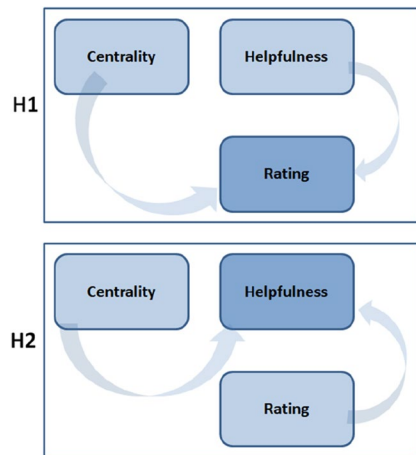 H1
Centrality
Helpfulness
Rating
H2
Centrality
Helpfulness
Rating